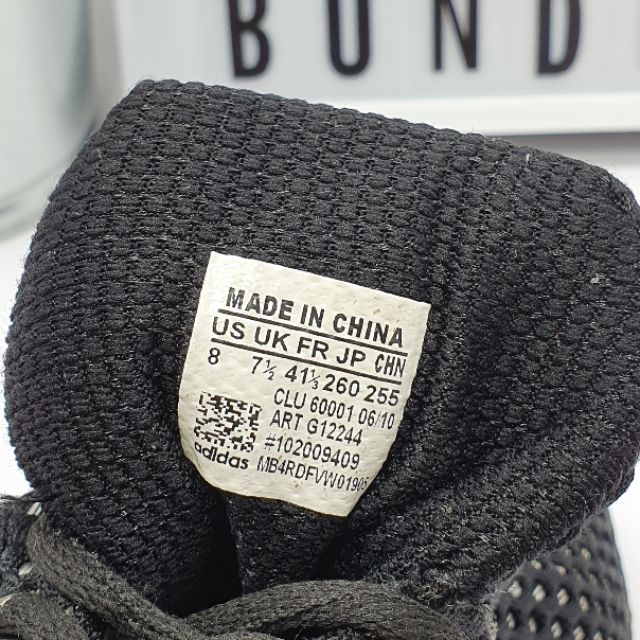 BUND
MADE IN CHINA
US UK FR JP CHN
8 7½ 41⅓ 260 255
CLU 60001 06/10
ART G12244
#102009409
adidas MB4RDFVW01905